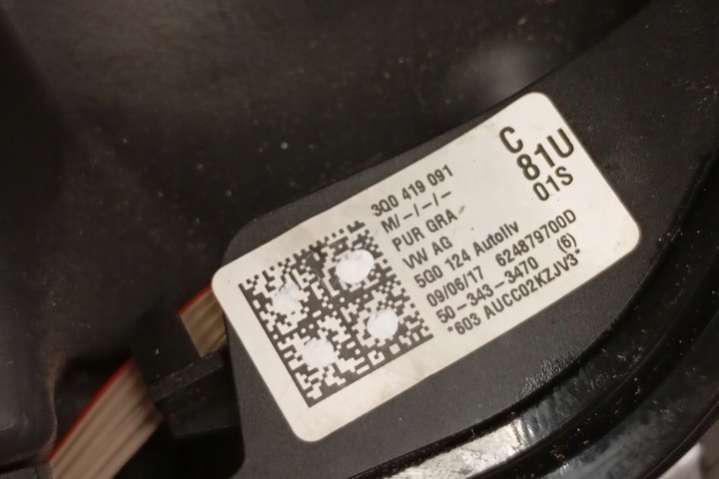 3Q0 419 091 C
M/-/-/- 81U
PUR GRA 01S
VW AG
5G0 124 Autoliv
09/06/17 624879700D
50-343-3470 (6)
*603 AUCC02KZJV3*